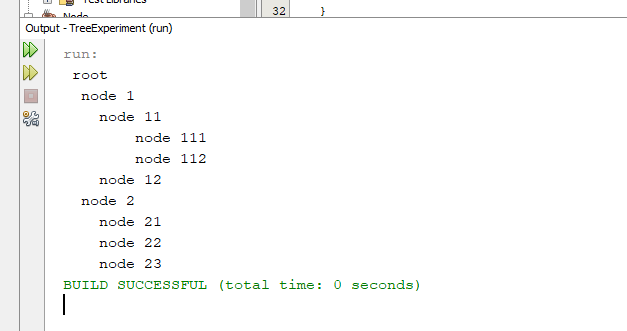 Test Libraries
Node
32 }
Output - TreeExperiment (run)
run:
 root
  node 1
    node 11
        node 111
        node 112
    node 12
  node 2
    node 21
    node 22
    node 23
BUILD SUCCESSFUL (total time: 0 seconds)